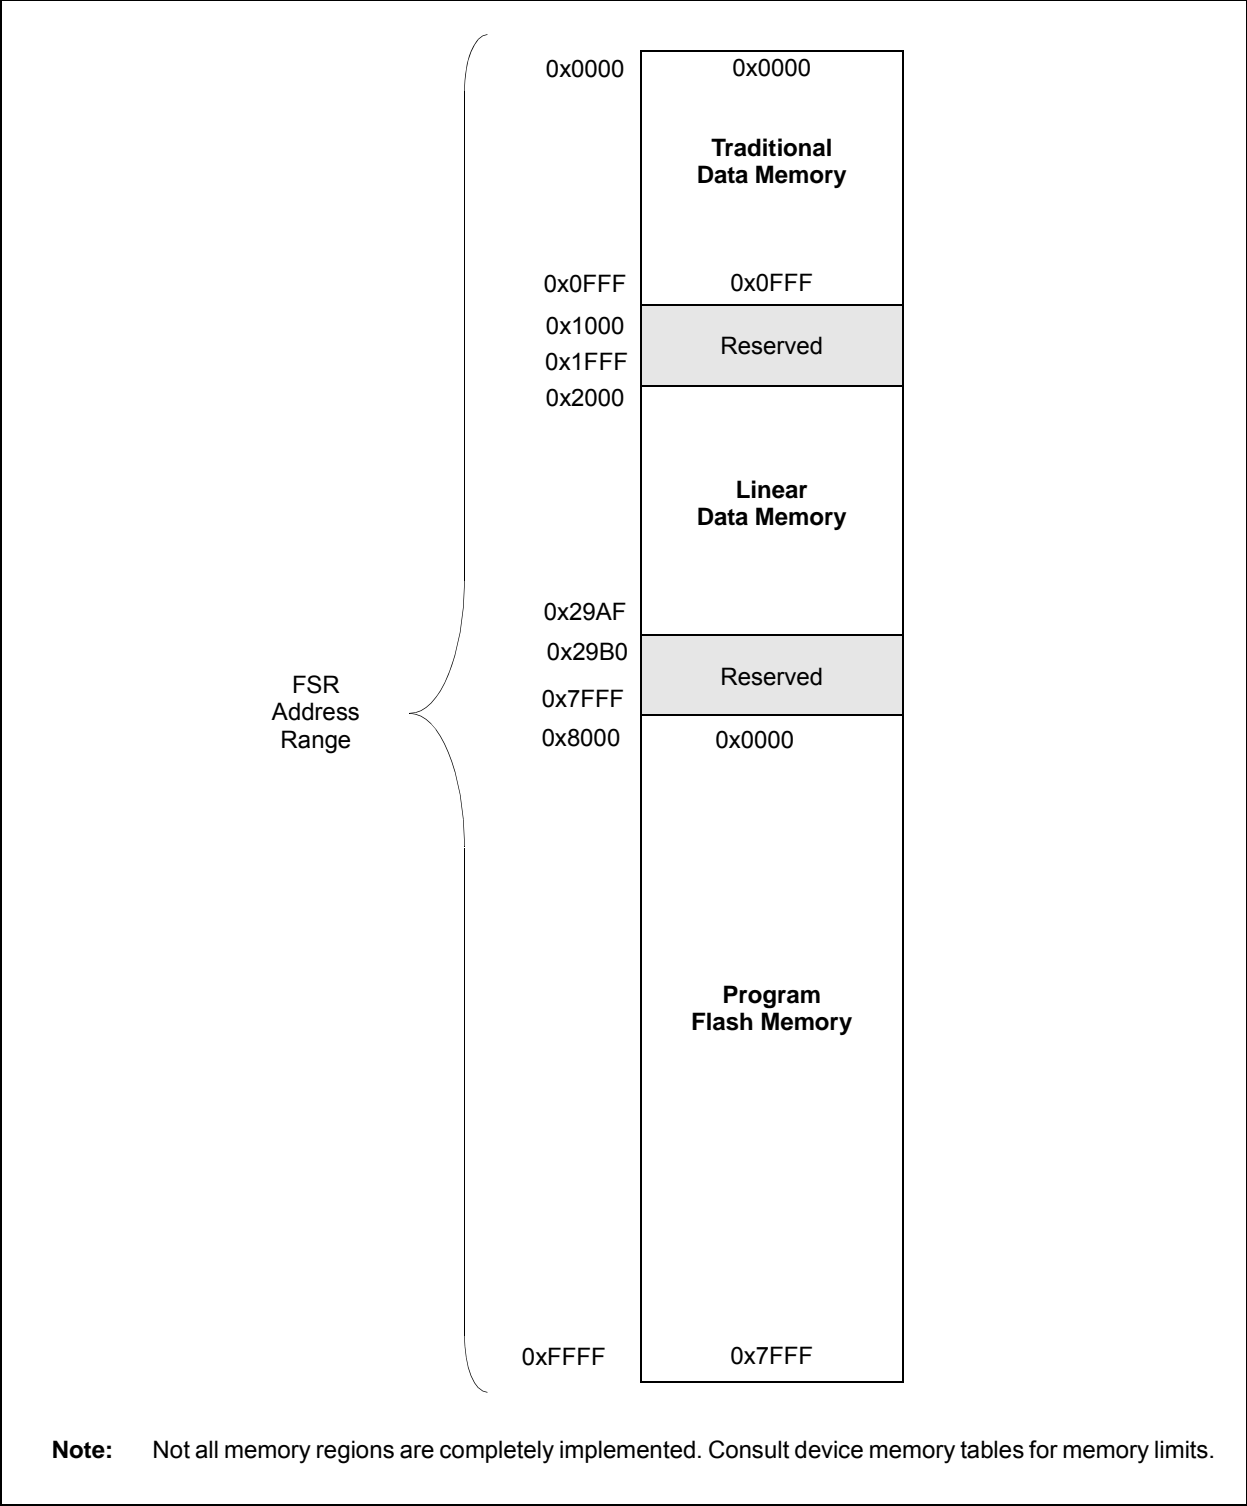 0x0000 0x0000
Traditional
Data Memory
0x0FFF 0x0FFF
0x1000
Reserved
0x1FFF
0x2000
Linear
Data Memory
0x29AF
0x29B0
Reserved
0x7FFF
FSR
Address
Range
0x8000 0x0000
Program
Flash Memory
0xFFFF 0x7FFF
Note: Not all memory regions are completely implemented. Consult device memory tables for memory limits.